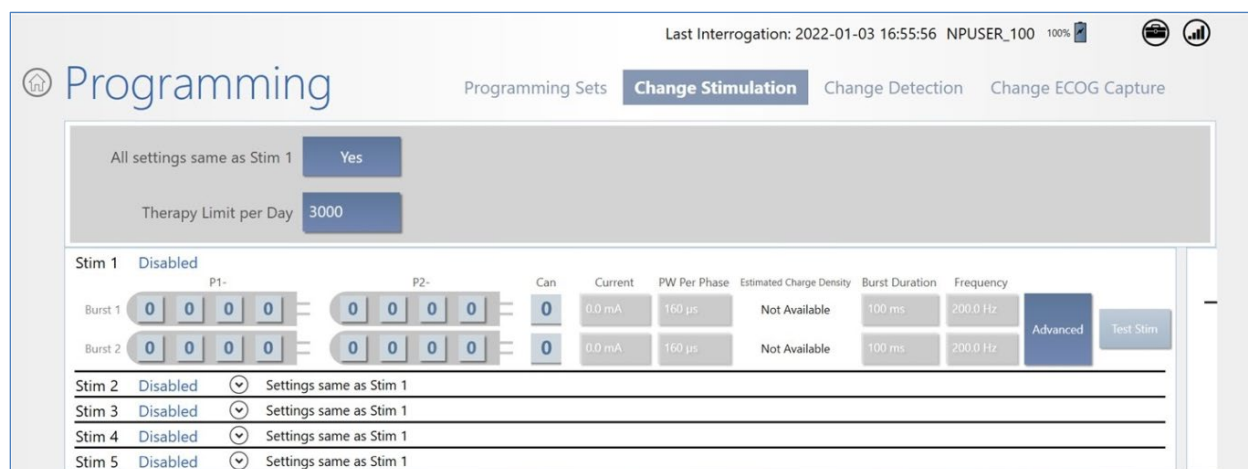 Last Interrogation: 2022-01-03 16:55:56 NPUSER_100 100%
Programming
Programming Sets Change Stimulation Change Detection Change ECOG Capture
All settings same as Stim 1 Yes
Therapy Limit per Day 3000
Stim 1 Disabled
P1- P2- Can Current PW Per Phase Estimated Charge Density Burst Duration Frequency
Burst 1 0 0 0 0 0 0 0 0 0 0.0 mA 160 µs Not Available 100 ms 200.0 Hz
Advanced Test Stim
Burst 2 0 0 0 0 0 0 0 0 0 0.0 mA 160 µs Not Available 100 ms 200.0 Hz
Stim 2 Disabled Settings same as Stim 1
Stim 3 Disabled Settings same as Stim 1
Stim 4 Disabled Settings same as Stim 1
Stim 5 Disabled Settings same as Stim 1